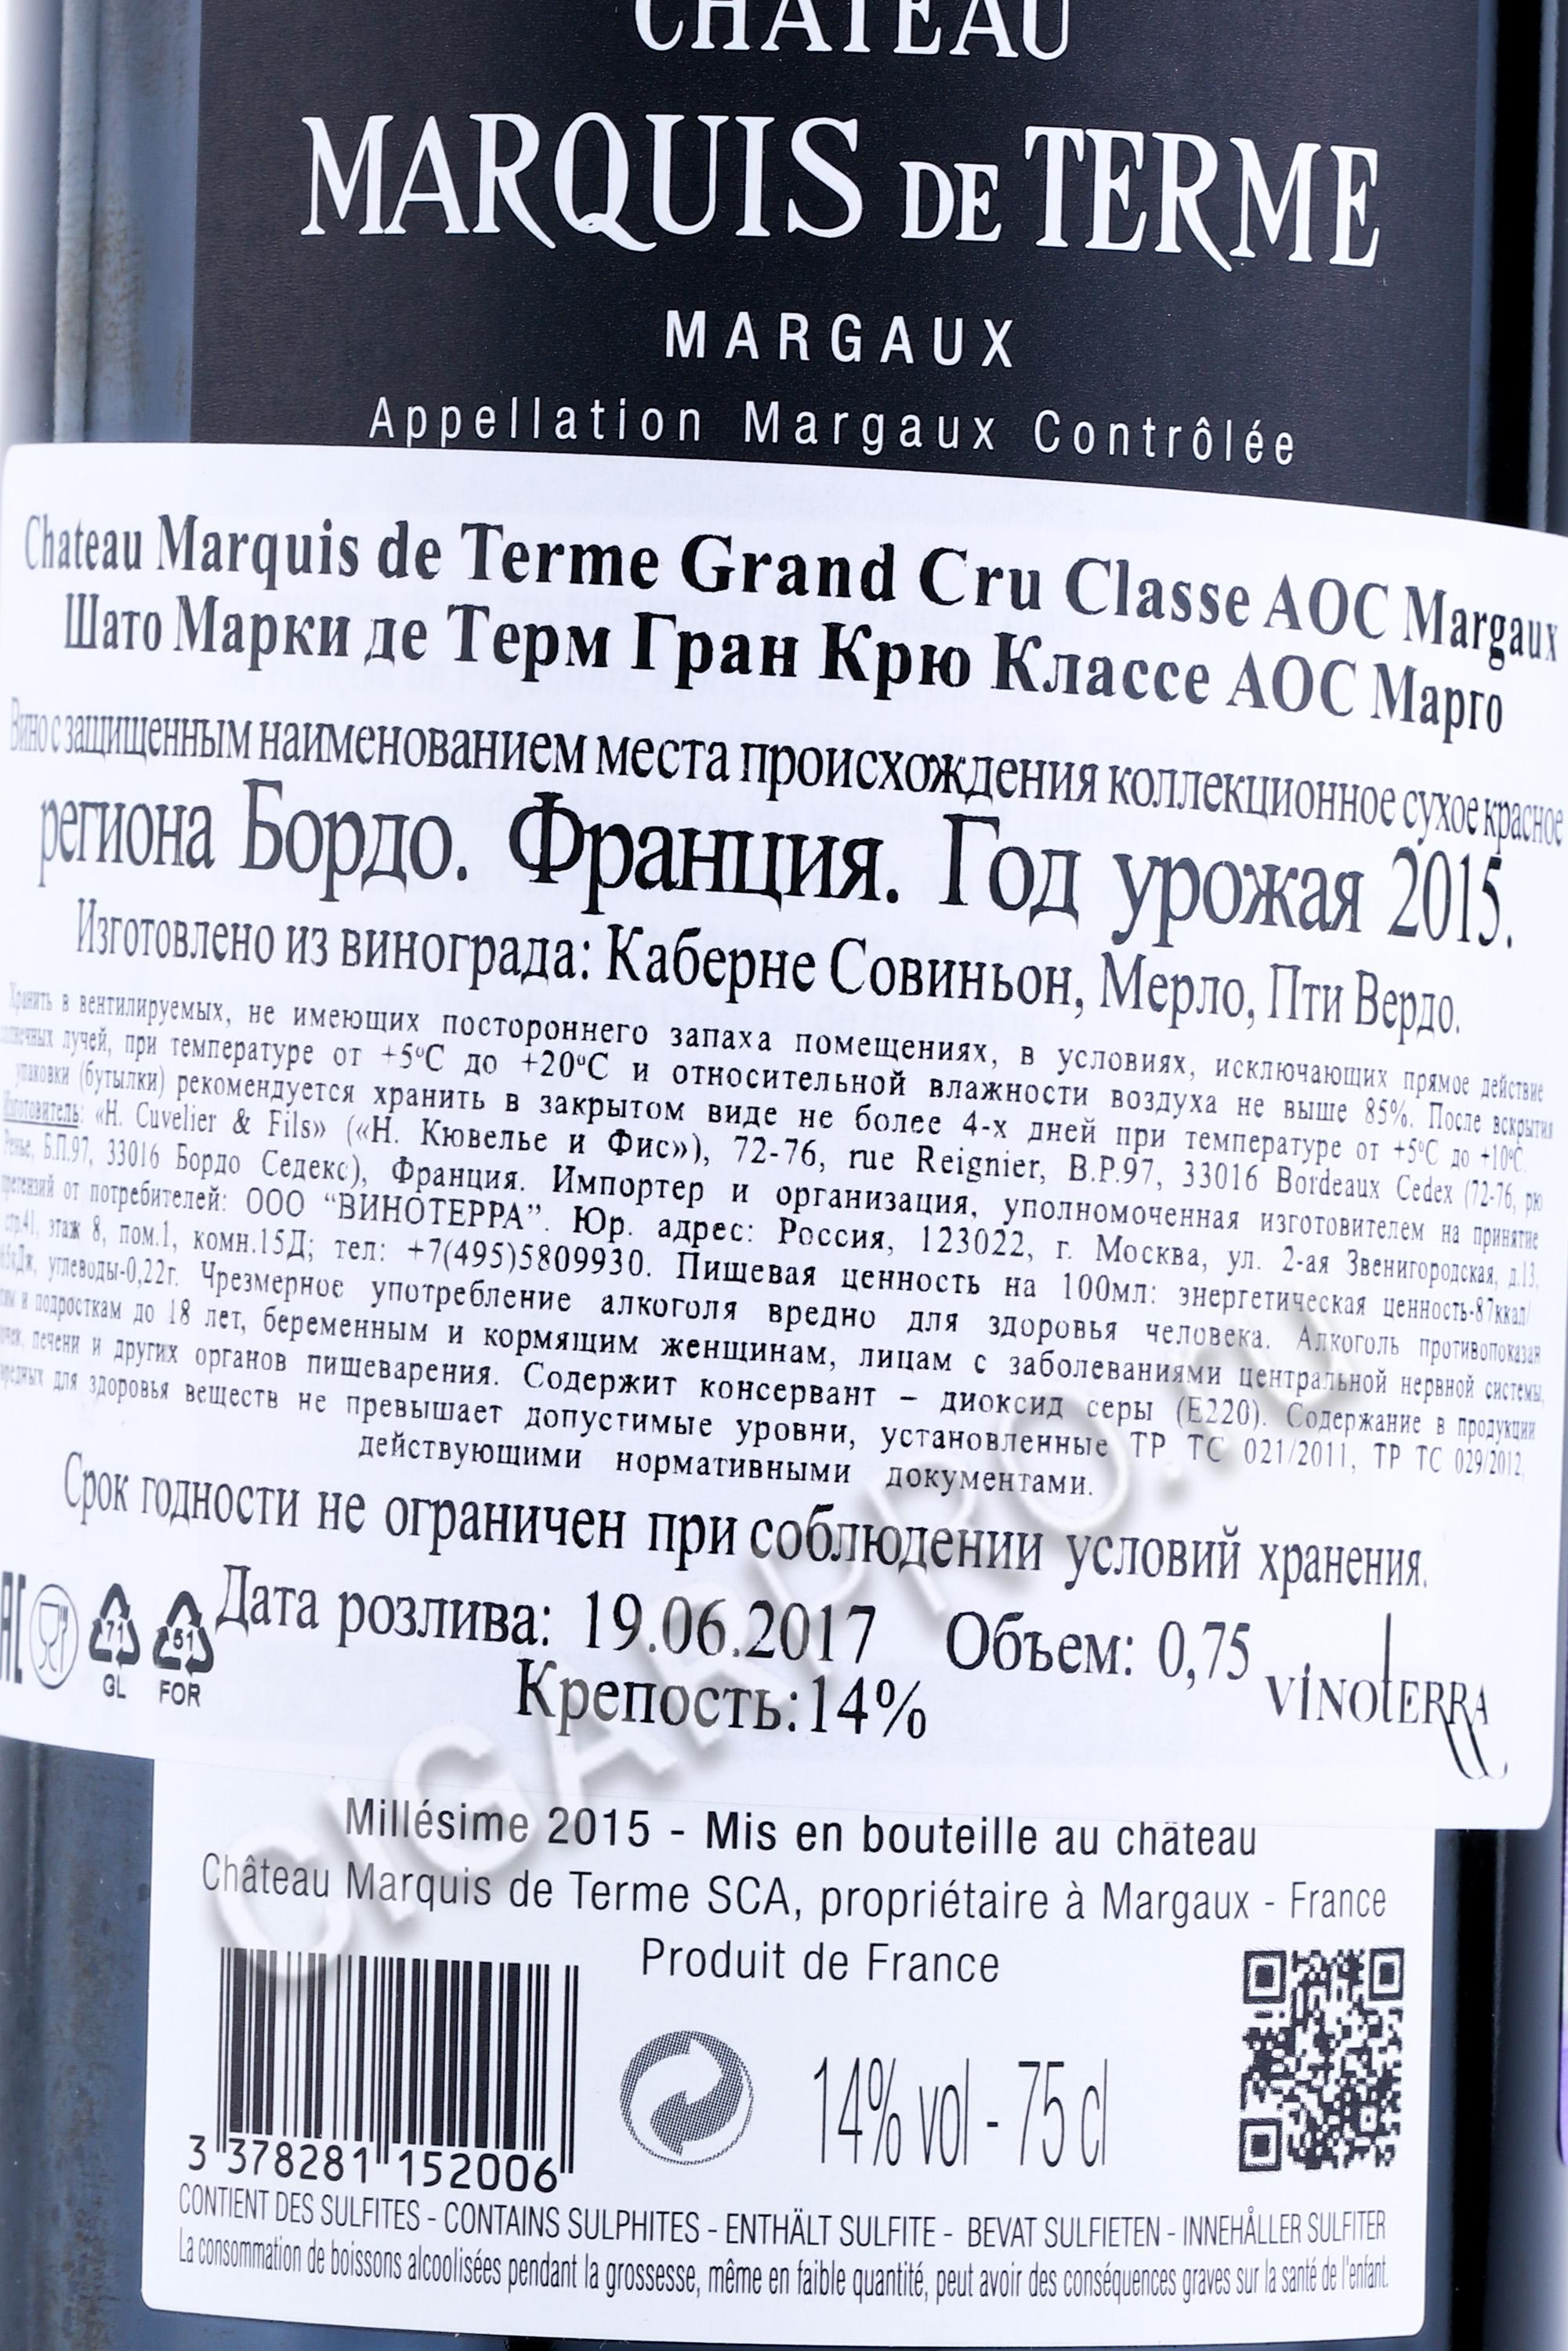 CHATEAU
MARQUIS DE TERME
MARGAUX
Appellation Margaux Contrôlée
Chateau Marquis de Terme Grand Cru Classe AOC Margaux
Шато Марки де Терм Гран Крю Классе АОС Марго
Вино с защищенным наименованием места происхождения коллекционное сухое красное
региона Бордо. Франция. Год урожая 2015.
Изготовлено из винограда: Каберне Совиньон, Мерло, Пти Вердо.
Хранить в вентилируемых, не имеющих постороннего запаха помещениях, в условиях, исключающих прямое действие
лучей, при температуре от +5ºС до +20ºС и относительной влажности воздуха не выше 85%. После вскрытия
упаковки (бутылки) рекомендуется хранить в закрытом виде не более 4-х дней при температуре от +5ºС до +10ºС.
Изготовитель: «H. Cuvelier & Fils» («Н. Кювелье и Фис»), 72-76, rue Reignier, B.P.97, 33016 Bordeaux Cedex (72-76, рю
Ренье, Б.П.97, 33016 Бордо Седекс), Франция. Импортер и организация, уполномоченная изготовителем на принятие
претензий от потребителей: ООО “ВИНОТЕРРА”. Юр. адрес: Россия, 123022, г. Москва, ул. 2-ая Звенигородская, д.13,
стр.41, этаж 8, пом.1, комн.15Д; тел: +7(495)5809930. Пищевая ценность на 100мл: энергетическая ценность-87ккал/
углеводы-0,22г. Чрезмерное употребление алкоголя вредно для здоровья человека. Алкоголь противопоказан
и подросткам до 18 лет, беременным и кормящим женщинам, лицам с заболеваниями центральной нервной системы,
печени и других органов пищеварения. Содержит консервант – диоксид серы (Е220). Содержание в продукции
вредных для здоровья веществ не превышает допустимые уровни, установленные ТР ТС 021/2011, ТР ТС 029/2012,
действующими нормативными документами.
Срок годности не ограничен при соблюдении условий хранения.
Дата розлива: 19.06.2017 Объем: 0,75
Крепость:14%
EAC
71
GL
51
FOR
VINOTERRA
Millésime 2015 - Mis en bouteille au château
Château Marquis de Terme SCA, propriétaire à Margaux - France
Produit de France
3 378281 152006
14% vol - 75 cl
CONTIENT DES SULFITES - CONTAINS SULPHITES - ENTHÄLT SULFITE - BEVAT SULFIETEN - INNEHÅLLER SULFITER
La consommation de boissons alcoolisées pendant la grossesse, même en faible quantité, peut avoir des conséquences graves sur la santé de l'enfant.
CIGARPRO.ru